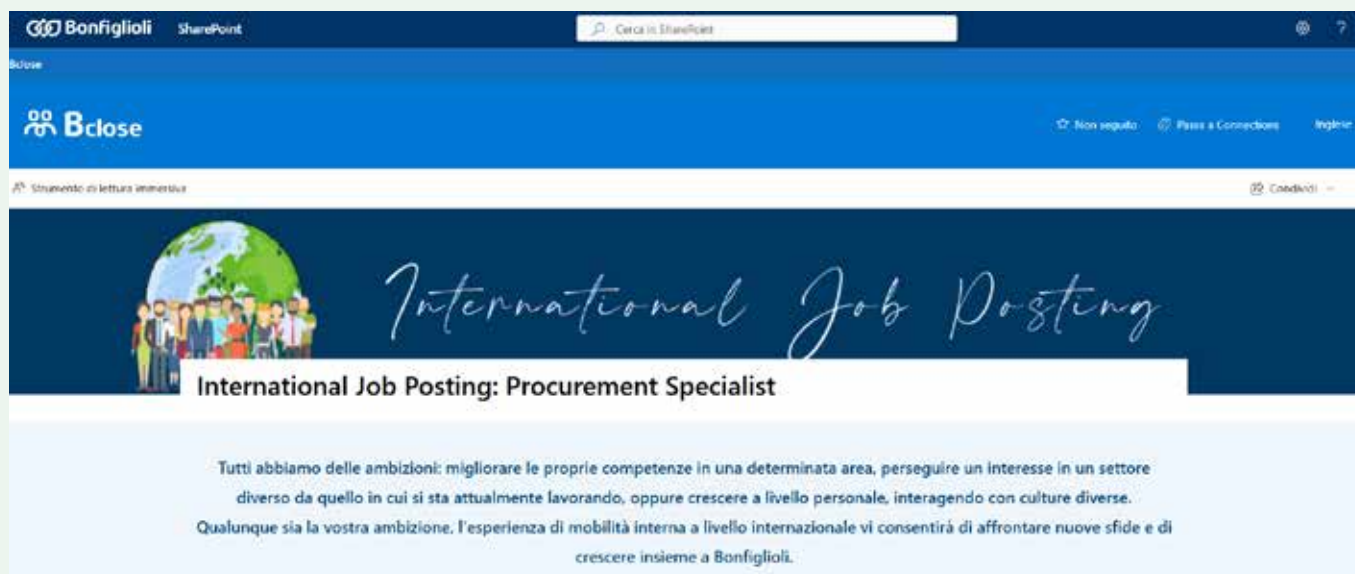 Bonfiglioli SharePoint
Cerca in SharePoint
?
Bclose
Bclose
Non seguito Passa a Connections Inglese
Strumento di lettura immersiva
Condividi
International Job Posting
International Job Posting: Procurement Specialist
Tutti abbiamo delle ambizioni: migliorare le proprie competenze in una determinata area, perseguire un interesse in un settore
diverso da quello in cui si sta attualmente lavorando, oppure crescere a livello personale, interagendo con culture diverse.
Qualunque sia la vostra ambizione, l'esperienza di mobilità interna a livello internazionale vi consentirà di affrontare nuove sfide e di
crescere insieme a Bonfiglioli.